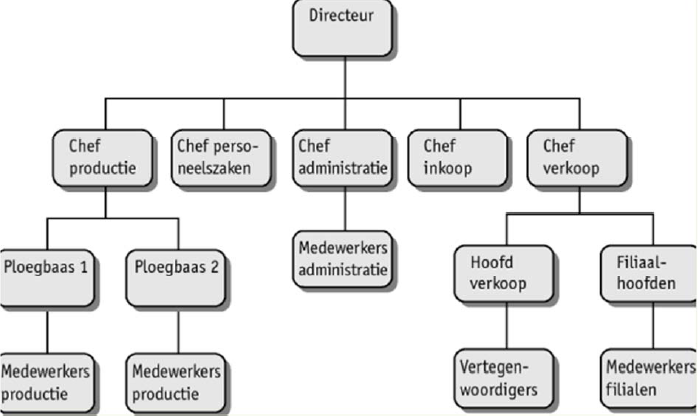 Directeur
Chef
productie
Chef perso-
neelszaken
Chef
administratie
Chef
inkoop
Chef
verkoop
Ploegbaas 1
Ploegbaas 2
Medewerkers
administratie
Hoofd
verkoop
Filiaal-
hoofden
Medewerkers
productie
Medewerkers
productie
Vertegen-
woordigers
Medewerkers
filialen